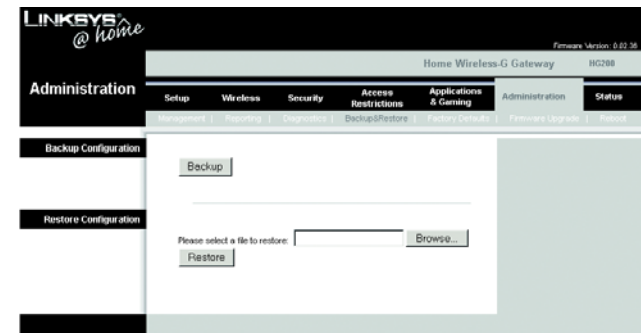 LINKSYS
@ home
Firmware Version: 0.02.36
Home Wireless-G Gateway HG200
Administration
Setup Wireless Security Access Restrictions Applications & Gaming Administration Status
Management | Reporting | Diagnostics | Backup&Restore | Factory Defaults | Firmware Upgrade | Reboot
Backup Configuration
Backup
Restore Configuration
Please select a file to restore: Browse...
Restore